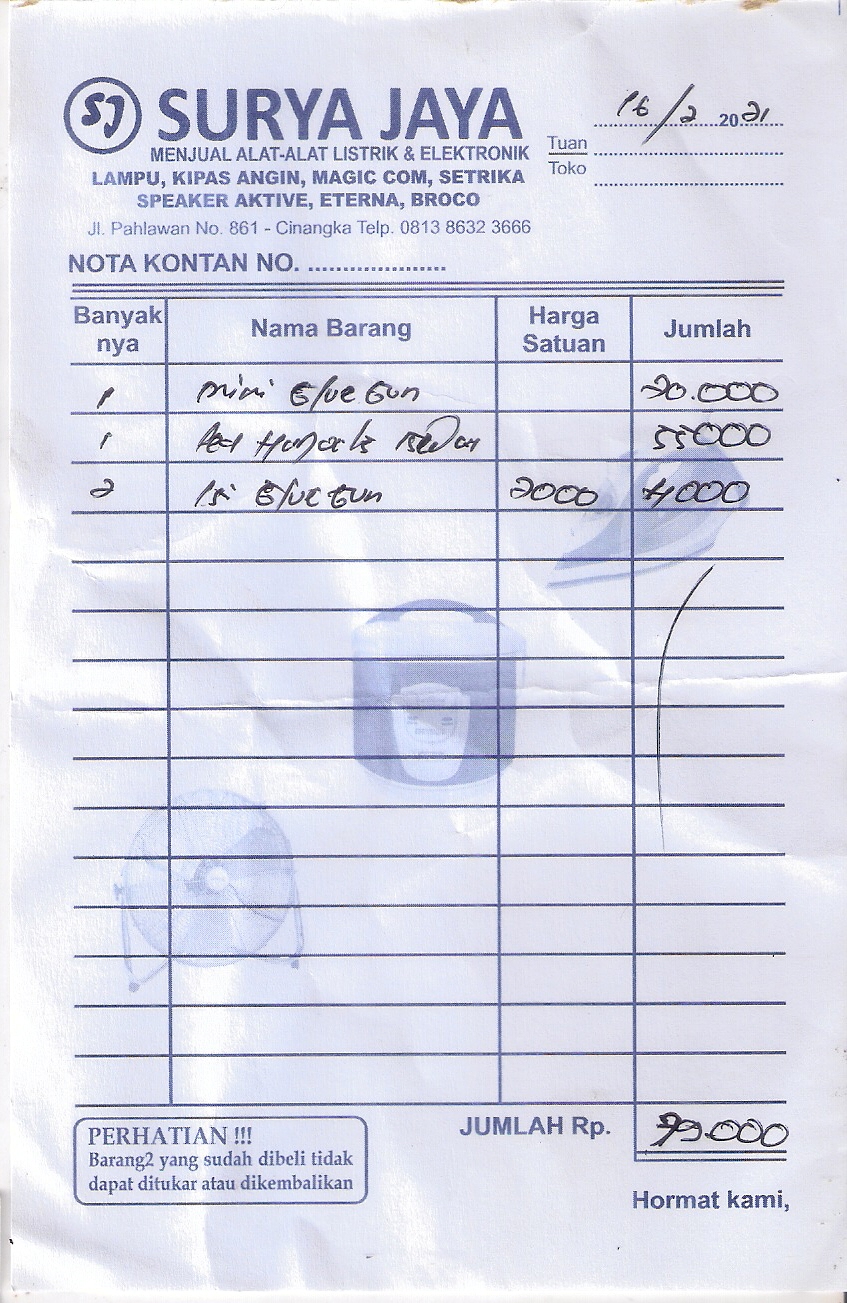 SJ SURYA JAYA
MENJUAL ALAT-ALAT LISTRIK & ELEKTRONIK
LAMPU, KIPAS ANGIN, MAGIC COM, SETRIKA
SPEAKER AKTIVE, ETERNA, BROCO
Jl. Pahlawan No. 861 - Cinangka Telp. 0813 8632 3666
16/2 2021
Tuan
Toko
NOTA KONTAN NO. ....................
Banyak nya Nama Barang Harga Satuan Jumlah
1 Mini Glue Gun 20.000
1 55000
2 Isi Glue Gun 2000 4000
JUMLAH Rp. 79.000
PERHATIAN !!!
Barang2 yang sudah dibeli tidak
dapat ditukar atau dikembalikan
Hormat kami,